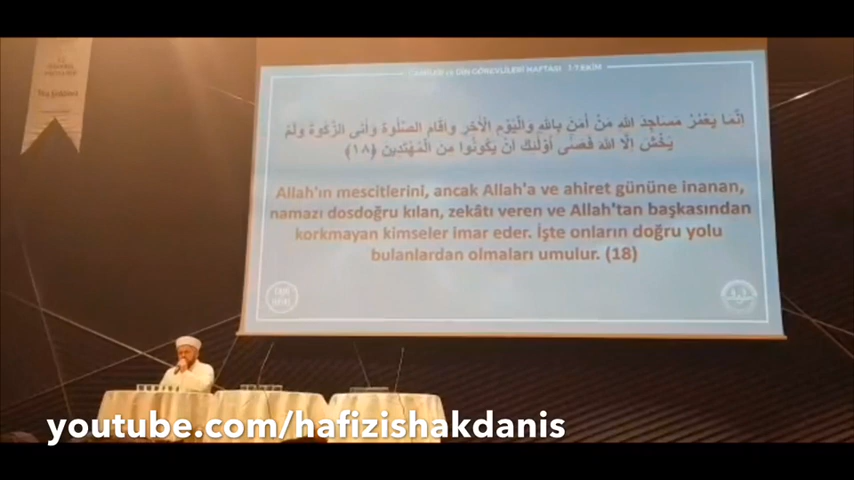 CAMİLER ve DİN GÖREVLİLERİ HAFTASI 1-7 EKİM
اِنَّمَا يَعْمُرُ مَسَاجِدَ اللّٰهِ مَنْ اٰمَنَ بِاللّٰهِ وَالْيَوْمِ الْاٰخِرِ وَاَقَامَ الصَّلٰوةَ وَاٰتَى الزَّكٰوةَ وَلَمْ
يَخْشَ اِلَّا اللّٰهَ فَعَسٰٓى اُو۬لٰٓئِكَ اَنْ يَكُونُوا مِنَ الْمُهْتَد۪ينَ ﴿١٨﴾
Allah'ın mescitlerini, ancak Allah'a ve ahiret gününe inanan,
namazı dosdoğru kılan, zekâtı veren ve Allah'tan başkasından
korkmayan kimseler imar eder. İşte onların doğru yolu
bulanlardan olmaları umulur. (18)
youtube.com/hafizishakdanis